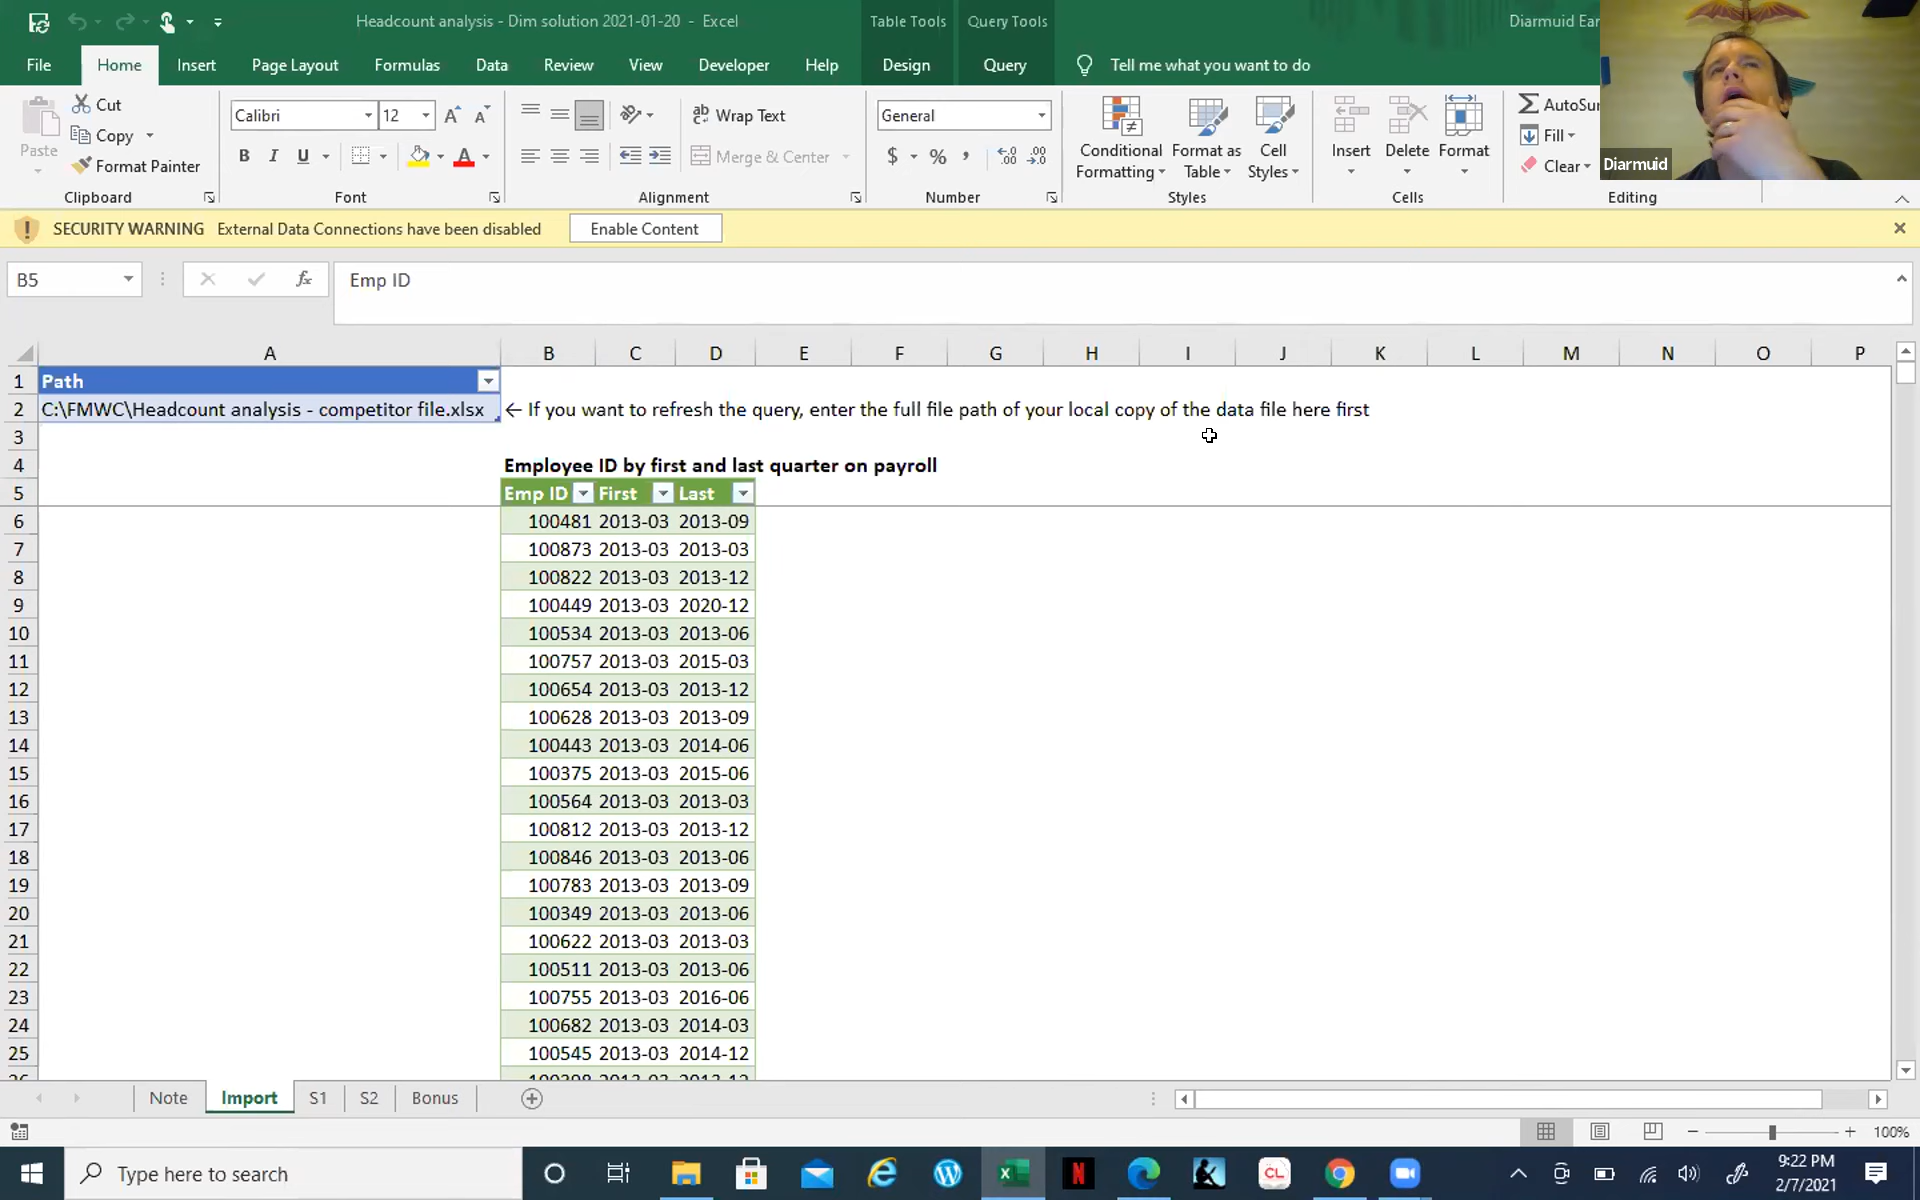 Headcount analysis - Dim solution 2021-01-20 - Excel
Table Tools
Query Tools
Diarmuid Ear
File
Home
Insert
Page Layout
Formulas
Data
Review
View
Developer
Help
Design
Query
Tell me what you want to do
Cut
Copy
Format Painter
Paste
Clipboard
Calibri
12
B I U
Font
Wrap Text
Merge & Center
Alignment
General
$ % ,
Number
Conditional Formatting
Format as Table
Cell Styles
Styles
Insert
Delete
Format
Cells
AutoSu
Fill
Clear
Editing
Diarmuid
SECURITY WARNING External Data Connections have been disabled
Enable Content
B5
fx
Emp ID
A B C D E F G H I J K L M N O P
1 Path
2 C:\FMWC\Headcount analysis - competitor file.xlsx ← If you want to refresh the query, enter the full file path of your local copy of the data file here first
3
4 Employee ID by first and last quarter on payroll
5 Emp ID First Last
6 100481 2013-03 2013-09
7 100873 2013-03 2013-03
8 100822 2013-03 2013-12
9 100449 2013-03 2020-12
10 100534 2013-03 2013-06
11 100757 2013-03 2015-03
12 100654 2013-03 2013-12
13 100628 2013-03 2013-09
14 100443 2013-03 2014-06
15 100375 2013-03 2015-06
16 100564 2013-03 2013-03
17 100812 2013-03 2013-12
18 100846 2013-03 2013-06
19 100783 2013-03 2013-09
20 100349 2013-03 2013-06
21 100622 2013-03 2013-03
22 100511 2013-03 2013-06
23 100755 2013-03 2016-06
24 100682 2013-03 2014-03
25 100545 2013-03 2014-12
Note
Import
S1
S2
Bonus
100%
Type here to search
9:22 PM
2/7/2021